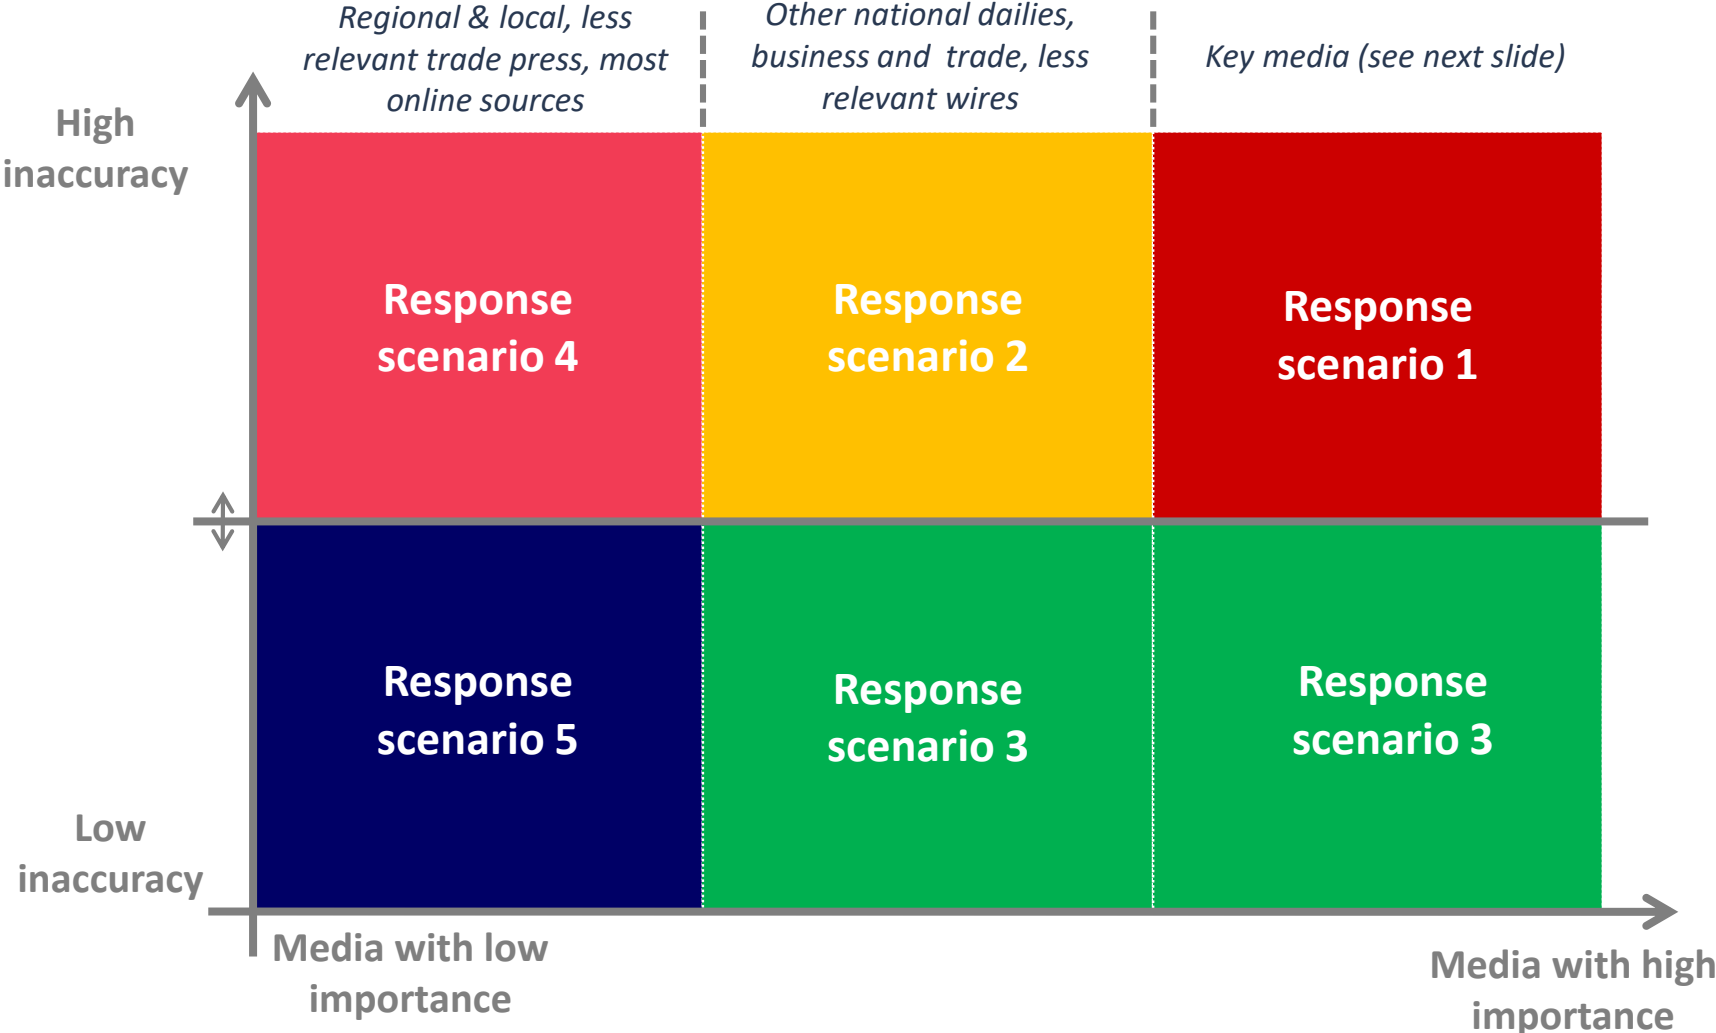 Regional & local, less
relevant trade press, most
online sources
Other national dailies,
business and trade, less
relevant wires
Key media (see next slide)
High
inaccuracy
Response
scenario 4
Response
scenario 2
Response
scenario 1
Response
scenario 5
Response
scenario 3
Response
scenario 3
Low
inaccuracy
Media with low
importance
Media with high
importance